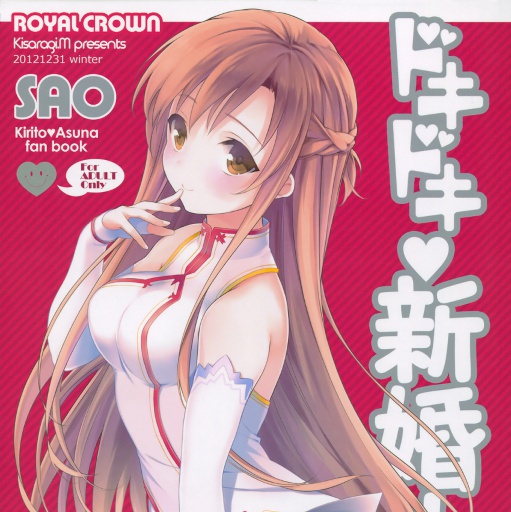 ROYAL CROWN
Kisaragi.M presents
20121231 winter
SAO
Kirito♥Asuna
fan book
For
ADULT
Only
ドキドキ♥新婚